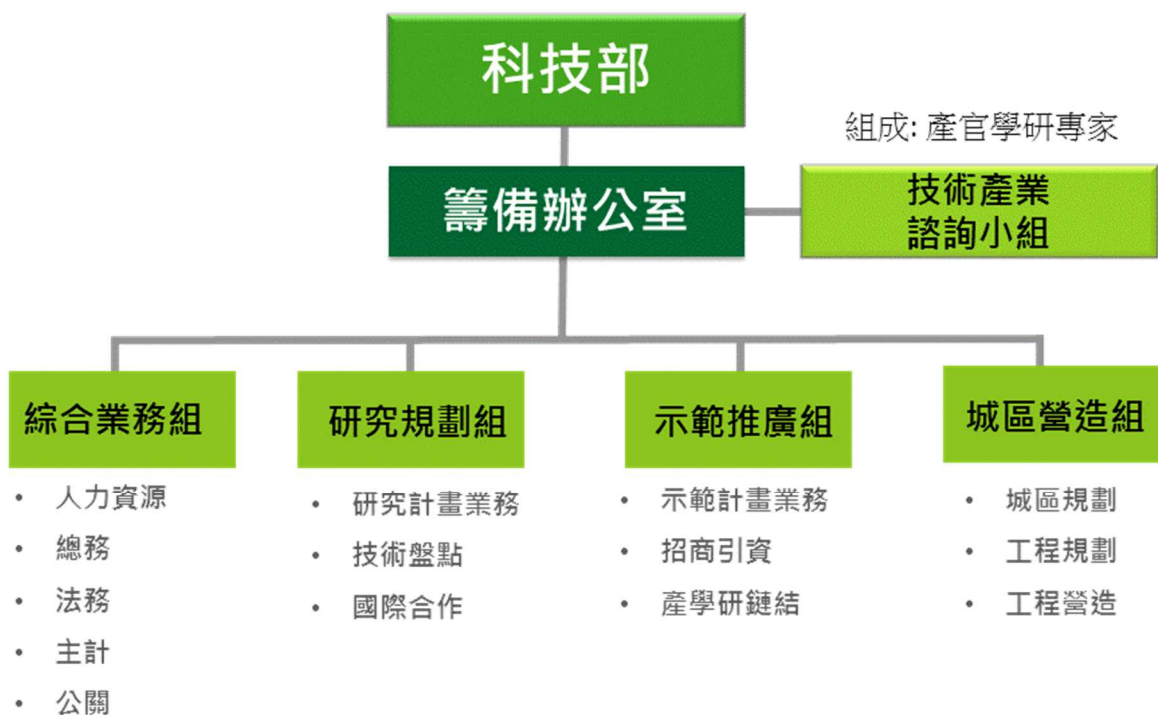 科技部
組成: 產官學研專家
籌備辦公室
技術產業
諮詢小組
綜合業務組
• 人力資源
• 總務
• 法務
• 主計
• 公關
研究規劃組
• 研究計畫業務
• 技術盤點
• 國際合作
示範推廣組
• 示範計畫業務
• 招商引資
• 產學研鏈結
城區營造組
• 城區規劃
• 工程規劃
• 工程營造